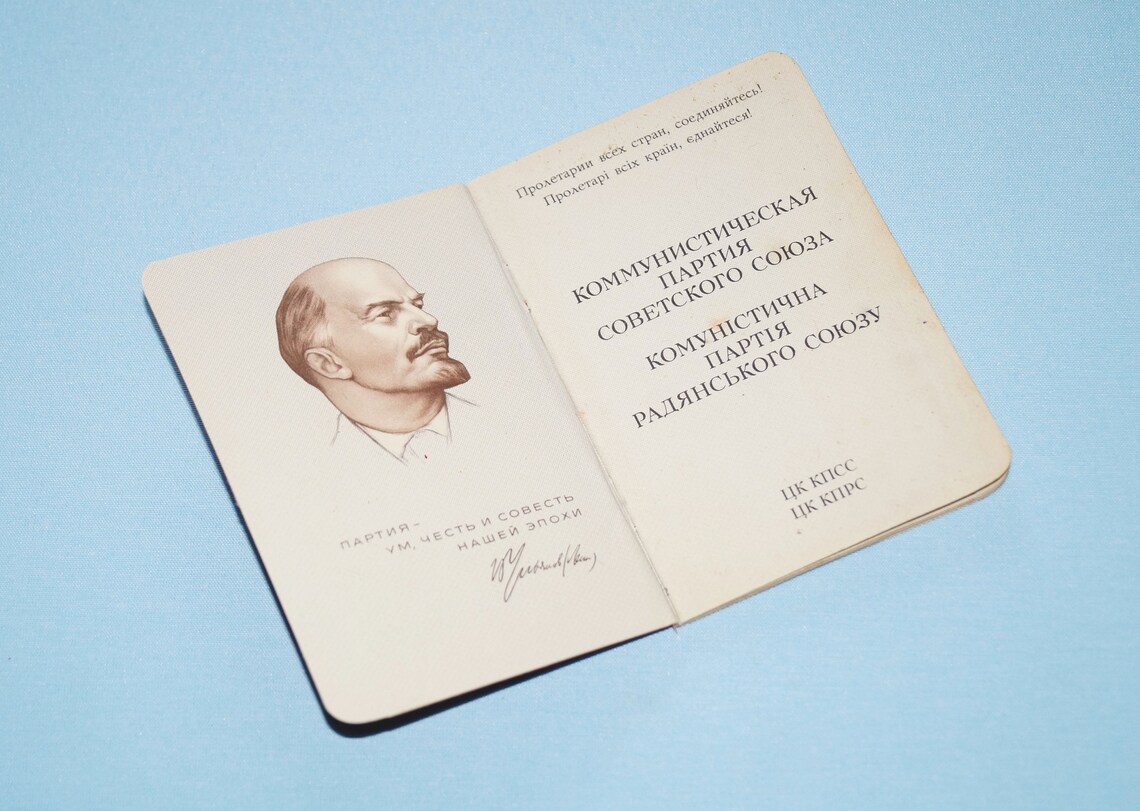 ПАРТИЯ–
УМ, ЧЕСТЬ И СОВЕСТЬ
НАШЕЙ ЭПОХИ
Пролетарии всех стран, соединяйтесь!
Пролетарі всіх країн, єднайтеся!
КОММУНИСТИЧЕСКАЯ
ПАРТИЯ
СОВЕТСКОГО СОЮЗА
КОМУНІСТИЧНА
ПАРТІЯ
РАДЯНСЬКОГО СОЮЗУ
ЦК КПСС
ЦК КПРС